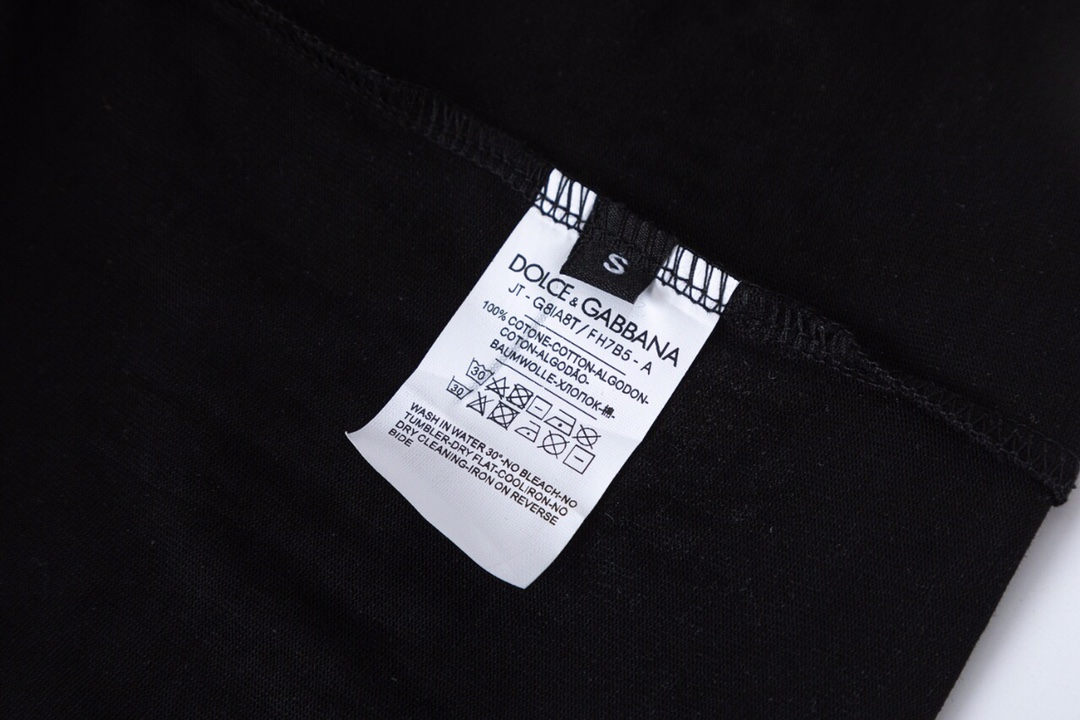 S
DOLCE & GABBANA
JT - G8IA8T / FH7B5 - A
100% COTONE-COTTON-ALGODON-
COTON-ALGODÃO-
BAUMWOLLE-ХЛОПОК-棉-
30
30
WASH IN WATER 30°-NO BLEACH-NO
TUMBLER-DRY FLAT-COOLIRON-NO
DRY CLEANING-IRON ON REVERSE
BIDE